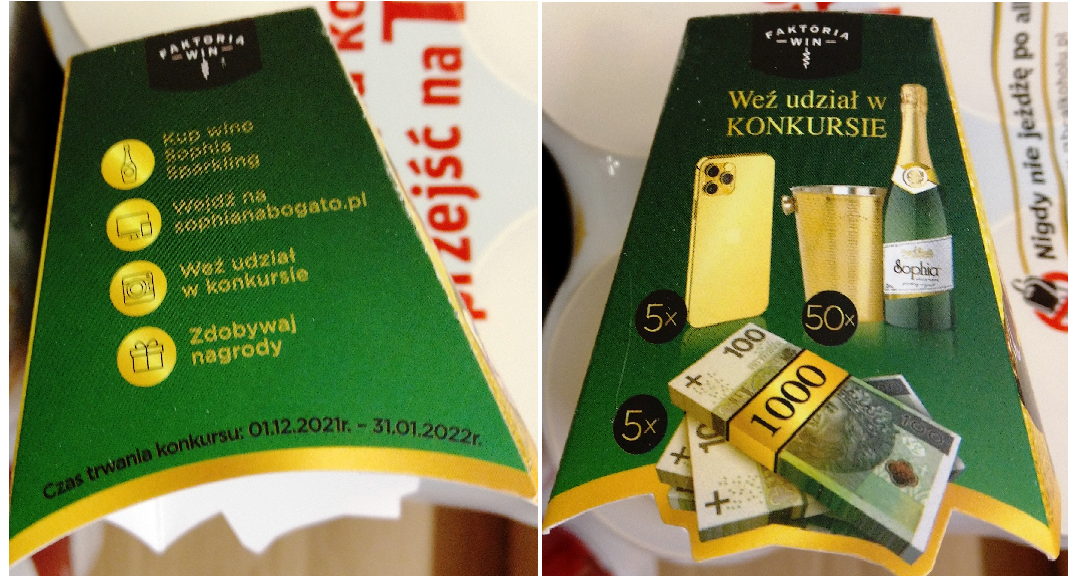 FAKTORIA
WIN
Kup wino
Sophia
Sparkling
Wejdź na
sophianabogato.pl
Weź udział
w konkursie
Zdobywaj
nagrody
Czas trwania konkursu: 01.12.2021r. - 31.01.2022r.
przejść na
FAKTORIA
WIN
Weź udział w
KONKURSIE
Sophia
5x
50x
5x
100
1000
100
Nigdy nie jeżdżę po al